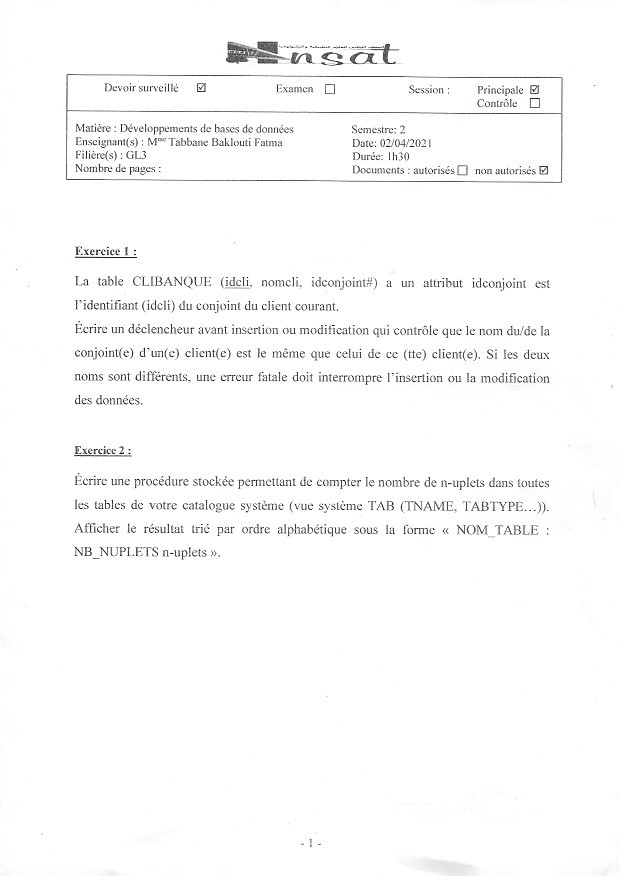 nsat
Devoir surveillé ☑ Examen ☐ Session : Principale ☑
Contrôle ☐
Matière : Développements de bases de données Semestre: 2
Enseignant(s) : Mme Tabbane Baklouti Fatma Date: 02/04/2021
Filière(s) : GL3 Durée: 1h30
Nombre de pages : Documents : autorisés ☐ non autorisés ☑
Exercice 1 :
La table CLIBANQUE (idcli, nomcli, idconjoint#) a un attribut idconjoint est
l'identifiant (idcli) du conjoint du client courant.
Écrire un déclencheur avant insertion ou modification qui contrôle que le nom du/de la
conjoint(e) d'un(e) client(e) est le même que celui de ce (tte) client(e). Si les deux
noms sont différents, une erreur fatale doit interrompre l'insertion ou la modification
des données.
Exercice 2 :
Écrire une procédure stockée permettant de compter le nombre de n-uplets dans toutes
les tables de votre catalogue système (vue système TAB (TNAME, TABTYPE…)).
Afficher le résultat trié par ordre alphabétique sous la forme « NOM_TABLE :
NB_NUPLETS n-uplets ».
- 1 -